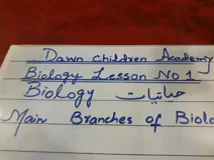 Dawn Children Academy
Biology Lesson No 1
Biology حیاتیات
Main Branches of Biolo